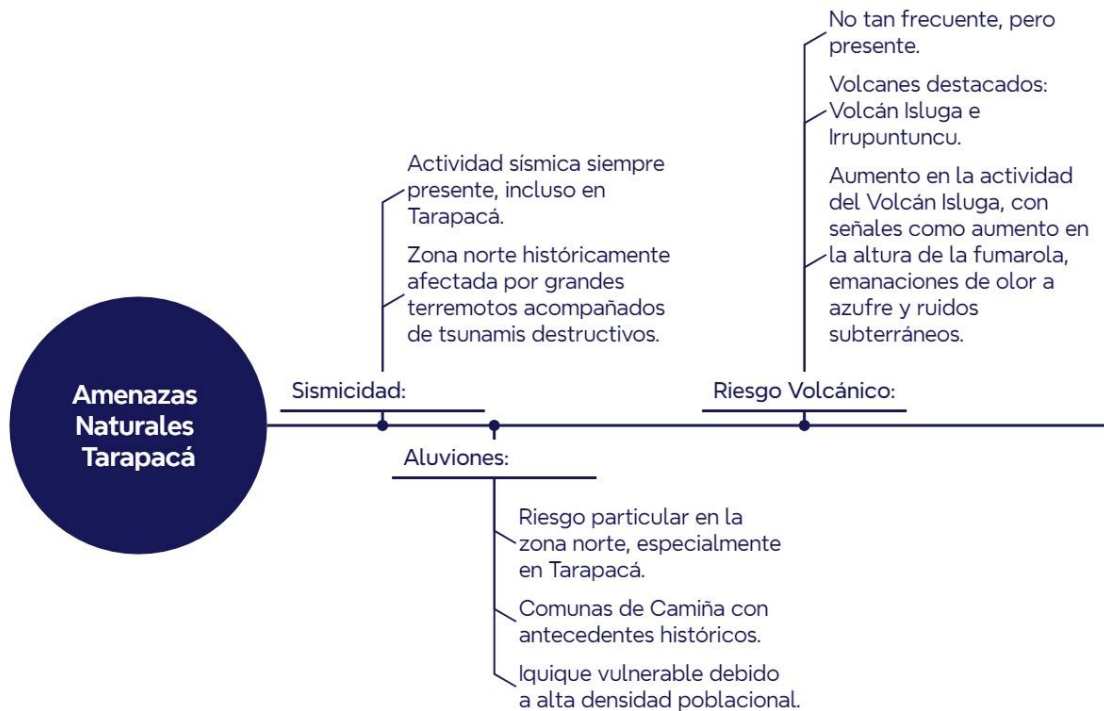 Amenazas
Naturales
Tarapacá
Sismicidad:
Actividad sísmica siempre
presente, incluso en
Tarapacá.
Zona norte históricamente
afectada por grandes
terremotos acompañados
de tsunamis destructivos.
Aluviones:
Riesgo particular en la
zona norte, especialmente
en Tarapacá.
Comunas de Camiña con
antecedentes históricos.
Iquique vulnerable debido
a alta densidad poblacional.
Riesgo Volcánico:
No tan frecuente, pero
presente.
Volcanes destacados:
Volcán Isluga e
Irrupuntuncu.
Aumento en la actividad
del Volcán Isluga, con
señales como aumento en
la altura de la fumarola,
emanaciones de olor a
azufre y ruidos
subterráneos.